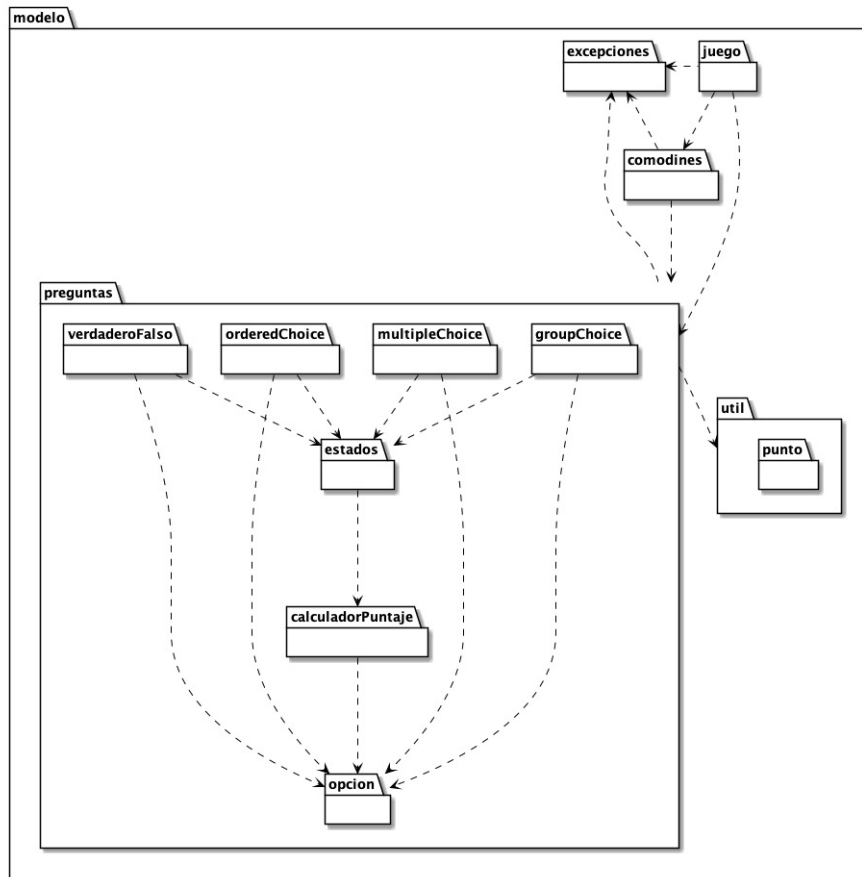 modelo
excepciones
juego
comodines
preguntas
verdaderoFalso
orderedChoice
multipleChoice
groupChoice
util
punto
estados
calculadorPuntaje
opcion